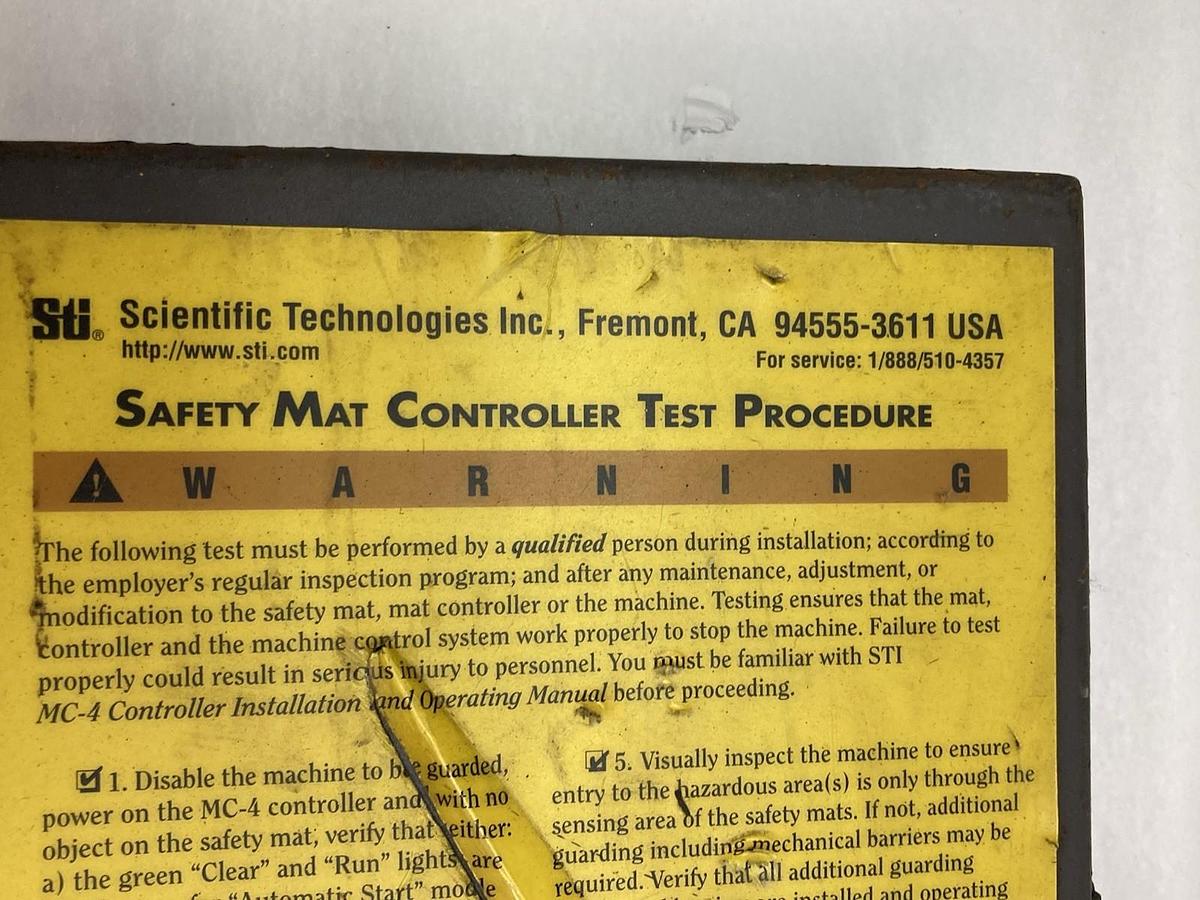 Sti® Scientific Technologies Inc., Fremont, CA 94555-3611 USA
http://www.sti.com For service: 1/888/510-4357
SAFETY MAT CONTROLLER TEST PROCEDURE
WARNING
The following test must be performed by a qualified person during installation; according to
the employer's regular inspection program; and after any maintenance, adjustment, or
modification to the safety mat, mat controller or the machine. Testing ensures that the mat,
controller and the machine control system work properly to stop the machine. Failure to test
properly could result in serious injury to personnel. You must be familiar with STI
MC-4 Controller Installation and Operating Manual before proceeding.
1. Disable the machine to be guarded,
power on the MC-4 controller and with no
object on the safety mat, verify that either:
a) the green “Clear” and “Run” lights are
“Automatic Start” mode
5. Visually inspect the machine to ensure
entry to the hazardous area(s) is only through the
sensing area of the safety mats. If not, additional
guarding including mechanical barriers may be
required. Verify that all additional guarding
installed and operating